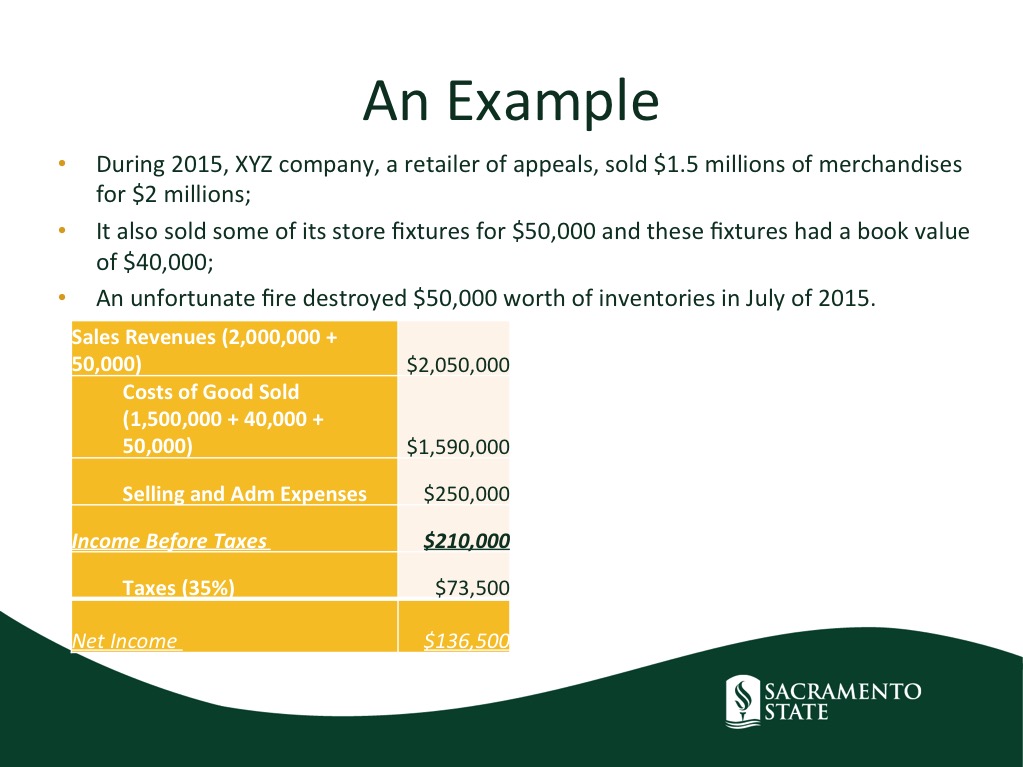 An Example
• During 2015, XYZ company, a retailer of appeals, sold $1.5 millions of merchandises
for $2 millions;
• It also sold some of its store fixtures for $50,000 and these fixtures had a book value
of $40,000;
• An unfortunate fire destroyed $50,000 worth of inventories in July of 2015.
Sales Revenues (2,000,000 +
50,000) $2,050,000
Costs of Good Sold
(1,500,000 + 40,000 +
50,000) $1,590,000
Selling and Adm Expenses $250,000
Income Before Taxes $210,000
Taxes (35%) $73,500
Net Income $136,500
SACRAMENTO
STATE